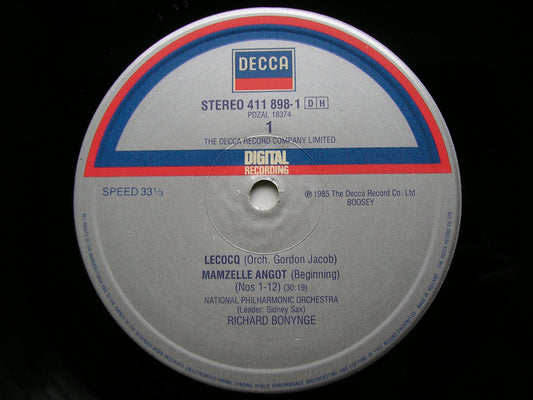 DECCA
STEREO 411 898-1 DH
PDZAL 18374
1
THE DECCA RECORD COMPANY LIMITED
DIGITAL
RECORDING
SPEED 33⅓
℗ 1985 The Decca Record Co. Ltd
BOOSEY
LECOCQ (Orch. Gordon Jacob)
MAMZELLE ANGOT (Beginning)
(Nos 1-12) (30:19)
NATIONAL PHILHARMONIC ORCHESTRA
(Leader: Sidney Sax)
RICHARD BONYNGE